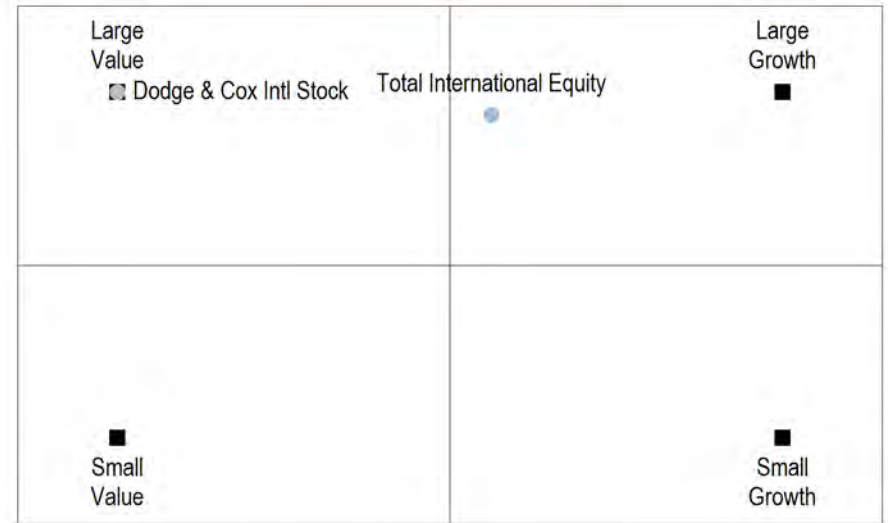 Large
Value
Large
Growth
Dodge & Cox Intl Stock
Total International Equity
Small
Value
Small
Growth